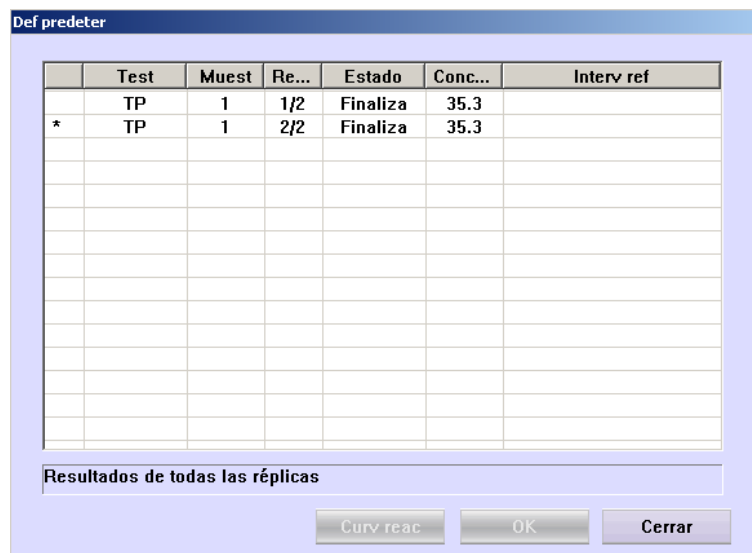 Def predeter
Test Muest Re... Estado Conc... Interv ref
TP 1 1/2 Finaliza 35.3
* TP 1 2/2 Finaliza 35.3
Resultados de todas las réplicas
Curv reac OK Cerrar